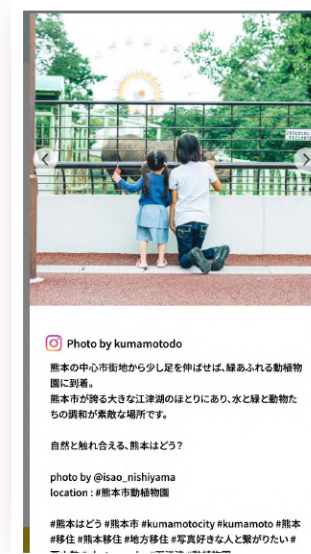 Photo by kumamotodo
熊本の中心市街地から少し足を伸ばせば、緑あふれる動植物
園に到着。
熊本市が誇る大きな江津湖のほとりにあり、水と緑と動物た
ちの調和が素敵な場所です。
自然と触れ合える、熊本はどう?
photo by @isao_nishiyama
location : #熊本市動植物園
#熊本はどう #熊本市 #kumamotocity #kumamoto #熊本
#移住 #熊本移住 #地方移住 #写真好きな人と繋がりたい #